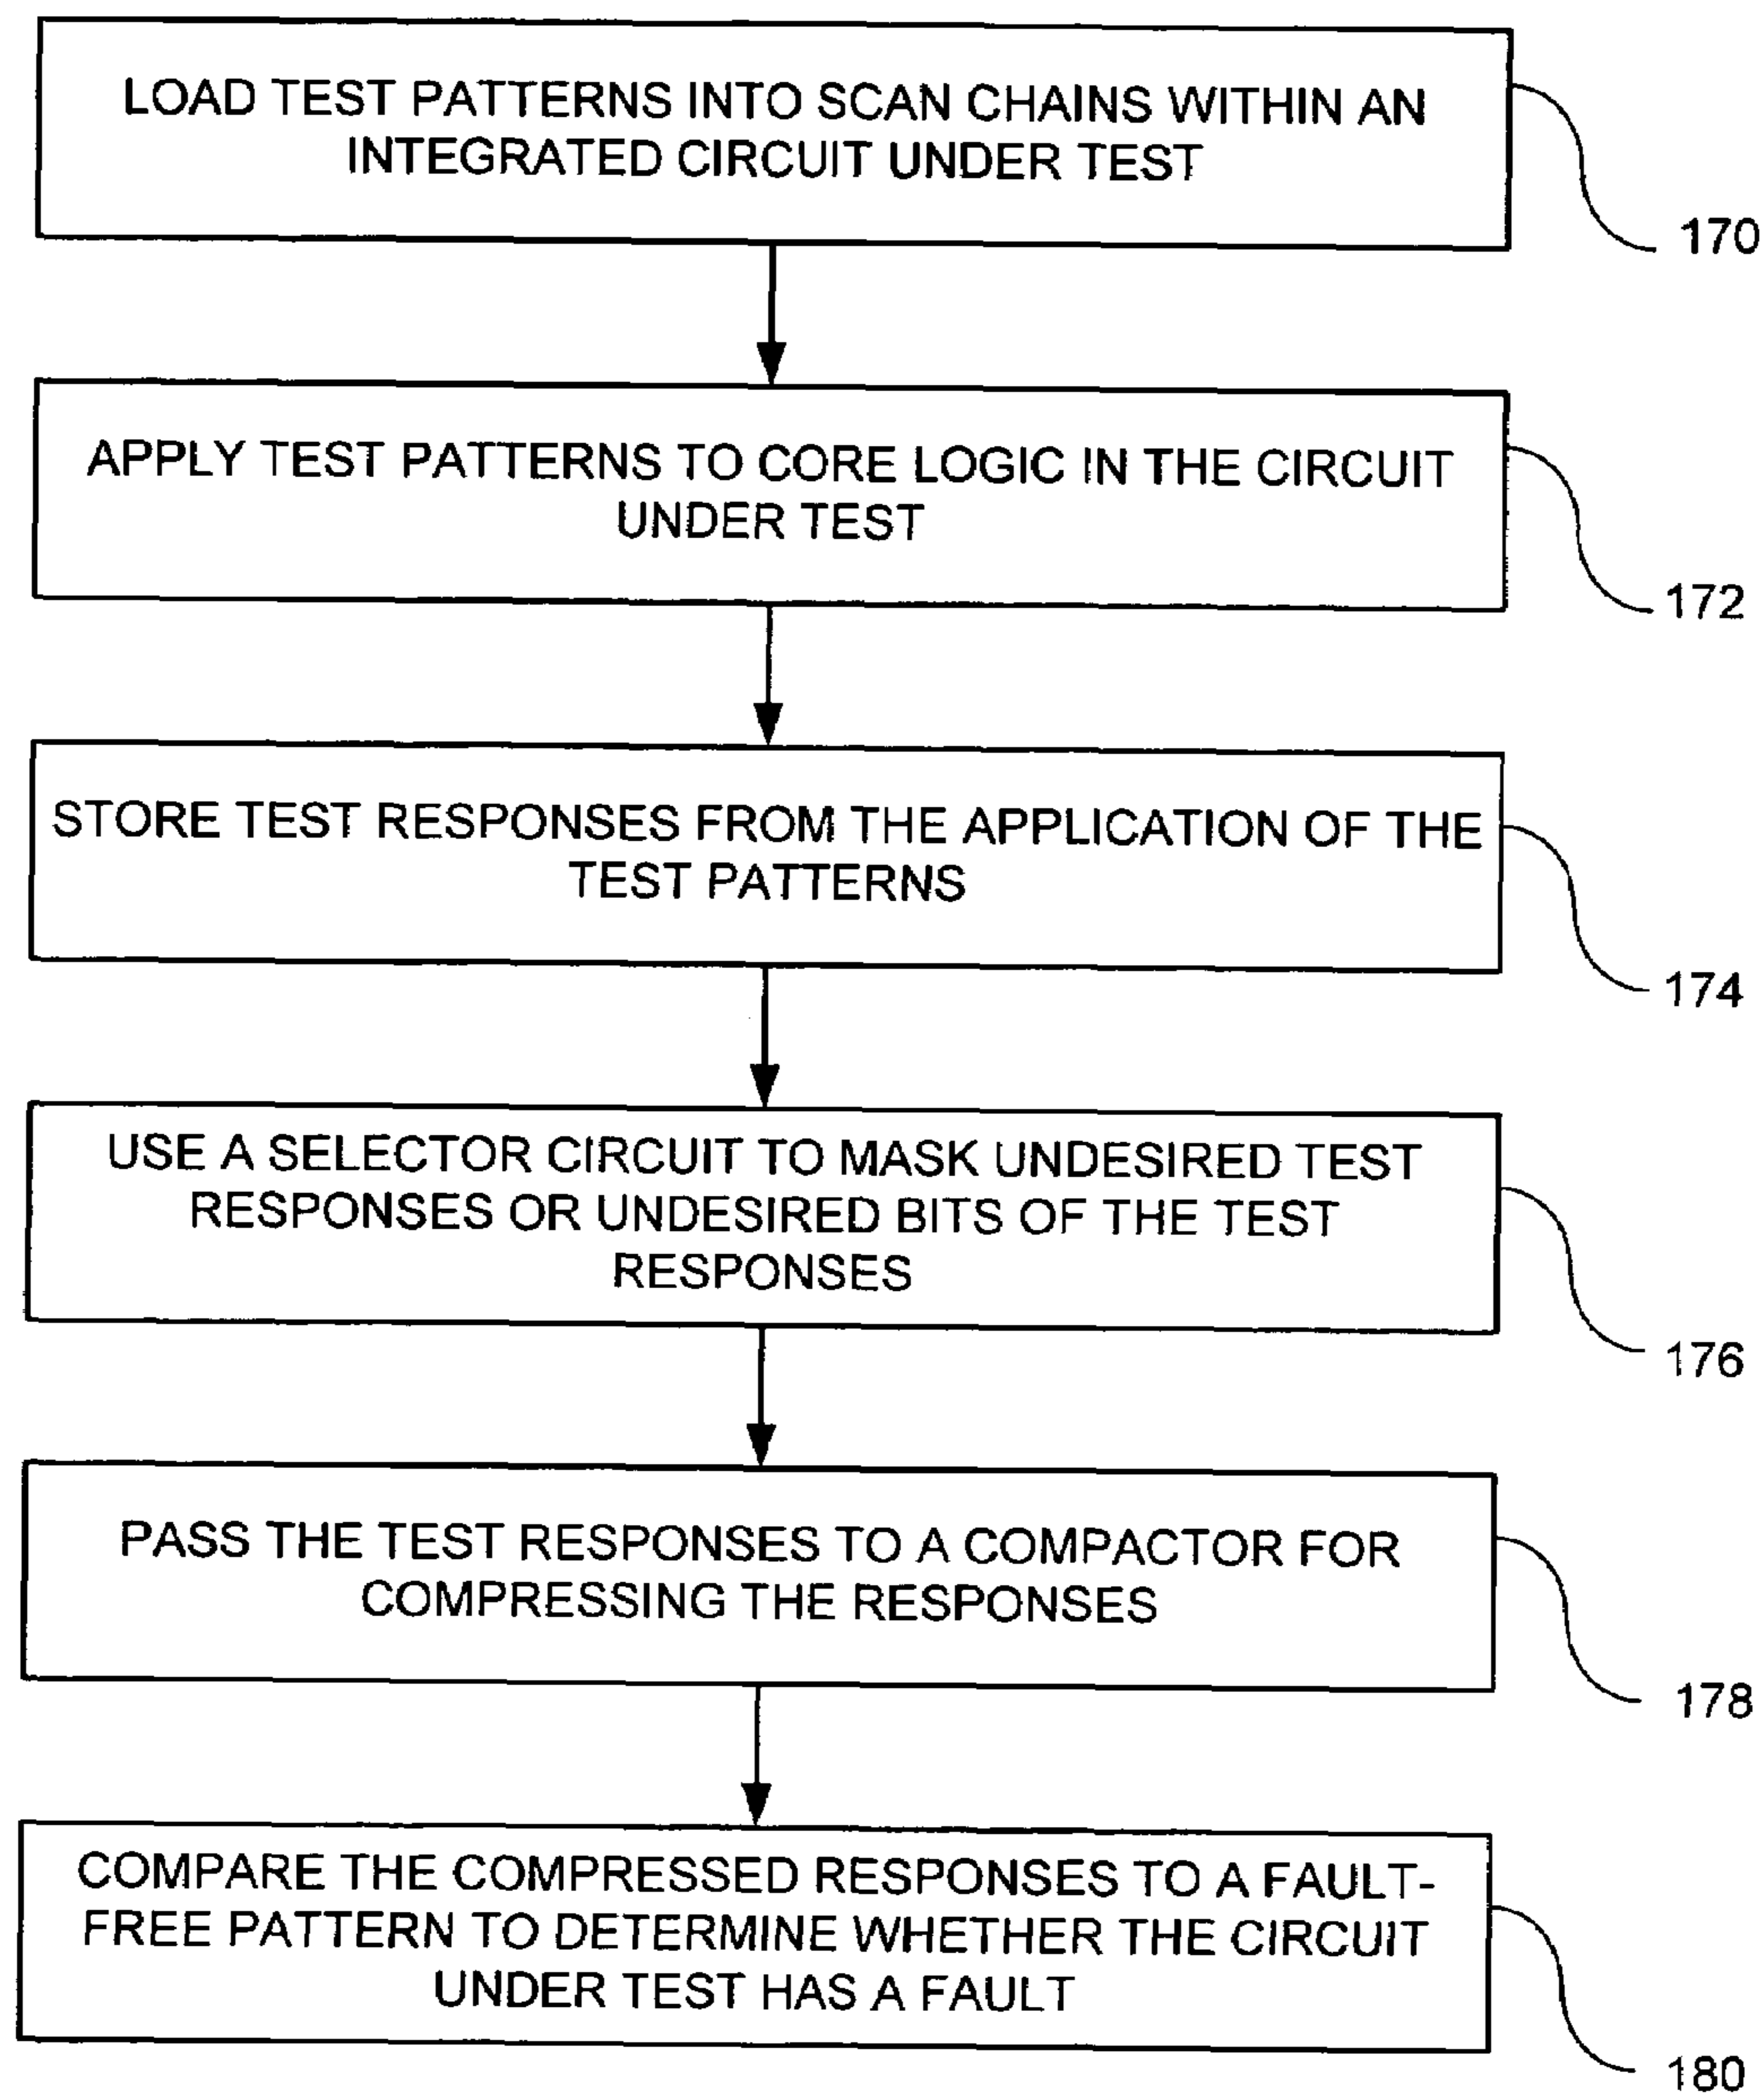 LOAD TEST PATTERNS INTO SCAN CHAINS WITHIN AN
INTEGRATED CIRCUIT UNDER TEST
170
APPLY TEST PATTERNS TO CORE LOGIC IN THE CIRCUIT
UNDER TEST
172
STORE TEST RESPONSES FROM THE APPLICATION OF THE
TEST PATTERNS
174
USE A SELECTOR CIRCUIT TO MASK UNDESIRED TEST
RESPONSES OR UNDESIRED BITS OF THE TEST
RESPONSES
176
PASS THE TEST RESPONSES TO A COMPACTOR FOR
COMPRESSING THE RESPONSES
178
COMPARE THE COMPRESSED RESPONSES TO A FAULT-
FREE PATTERN TO DETERMINE WHETHER THE CIRCUIT
UNDER TEST HAS A FAULT
180